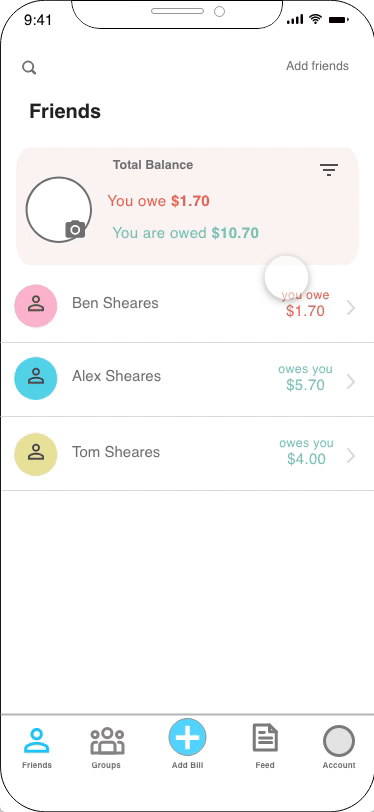 9:41
Add friends
Friends
Total Balance
You owe $1.70
You are owed $10.70
Ben Sheares
you owe
$1.70
Alex Sheares
owes you
$5.70
Tom Sheares
owes you
$4.00
Friends
Groups
Add Bill
Feed
Account